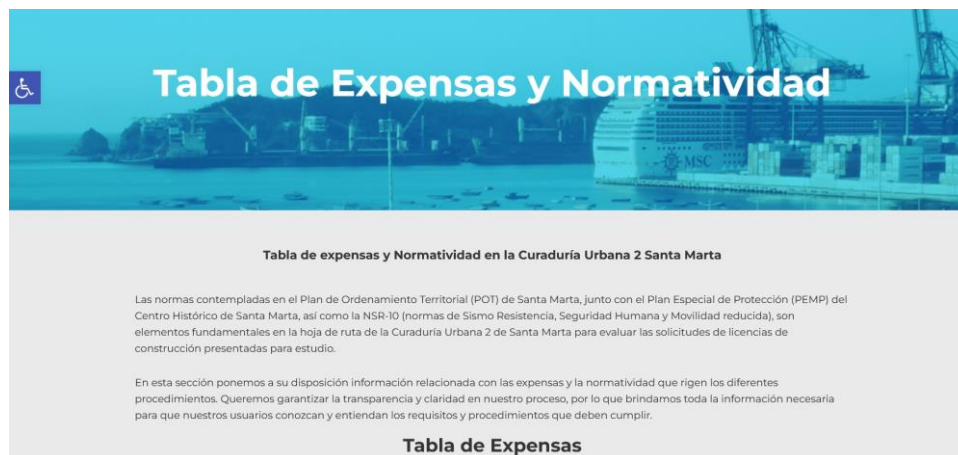 Tabla de Expensas y Normatividad
MSC
Tabla de expensas y Normatividad en la Curaduría Urbana 2 Santa Marta
Las normas contempladas en el Plan de Ordenamiento Territorial (POT) de Santa Marta, junto con el Plan Especial de Protección (PEMP) del
Centro Histórico de Santa Marta, así como la NSR-10 (normas de Sismo Resistencia, Seguridad Humana y Movilidad reducida), son
elementos fundamentales en la hoja de ruta de la Curaduría Urbana 2 de Santa Marta para evaluar las solicitudes de licencias de
construcción presentadas para estudio.
En esta sección ponemos a su disposición información relacionada con las expensas y la normatividad que rigen los diferentes
procedimientos. Queremos garantizar la transparencia y claridad en nuestro proceso, por lo que brindamos toda la información necesaria
para que nuestros usuarios conozcan y entiendan los requisitos y procedimientos que deben cumplir.
Tabla de Expensas